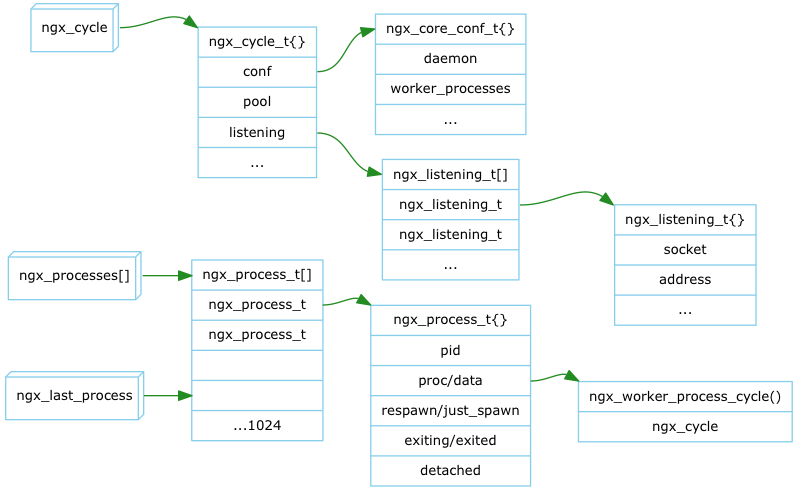 ngx_cycle
ngx_cycle_t{}
conf
pool
listening
...
ngx_core_conf_t{}
daemon
worker_processes
...
ngx_listening_t[]
ngx_listening_t
ngx_listening_t
...
ngx_listening_t{}
socket
address
...
ngx_processes[]
ngx_last_process
ngx_process_t[]
ngx_process_t
ngx_process_t
...1024
ngx_process_t{}
pid
proc/data
respawn/just_spawn
exiting/exited
detached
ngx_worker_process_cycle()
ngx_cycle